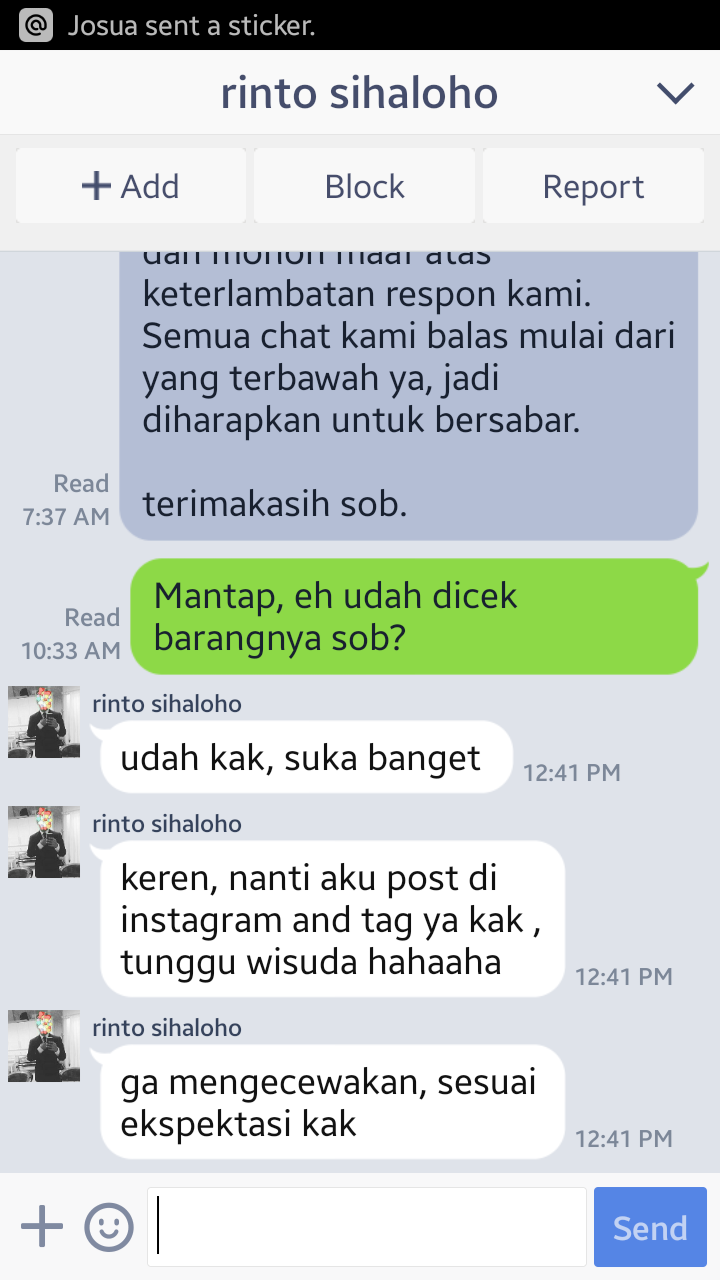 @ Josua sent a sticker.
rinto sihaloho
+ Add
Block
Report
dan mohon maaf atas
keterlambatan respon kami.
Semua chat kami balas mulai dari
yang terbawah ya, jadi
diharapkan untuk bersabar.
terimakasih sob.
Read
7:37 AM
Mantap, eh udah dicek
barangnya sob?
Read
10:33 AM
rinto sihaloho
udah kak, suka banget
12:41 PM
rinto sihaloho
keren, nanti aku post di
instagram and tag ya kak ,
tunggu wisuda hahaaha
12:41 PM
rinto sihaloho
ga mengecewakan, sesuai
ekspektasi kak
12:41 PM
Send